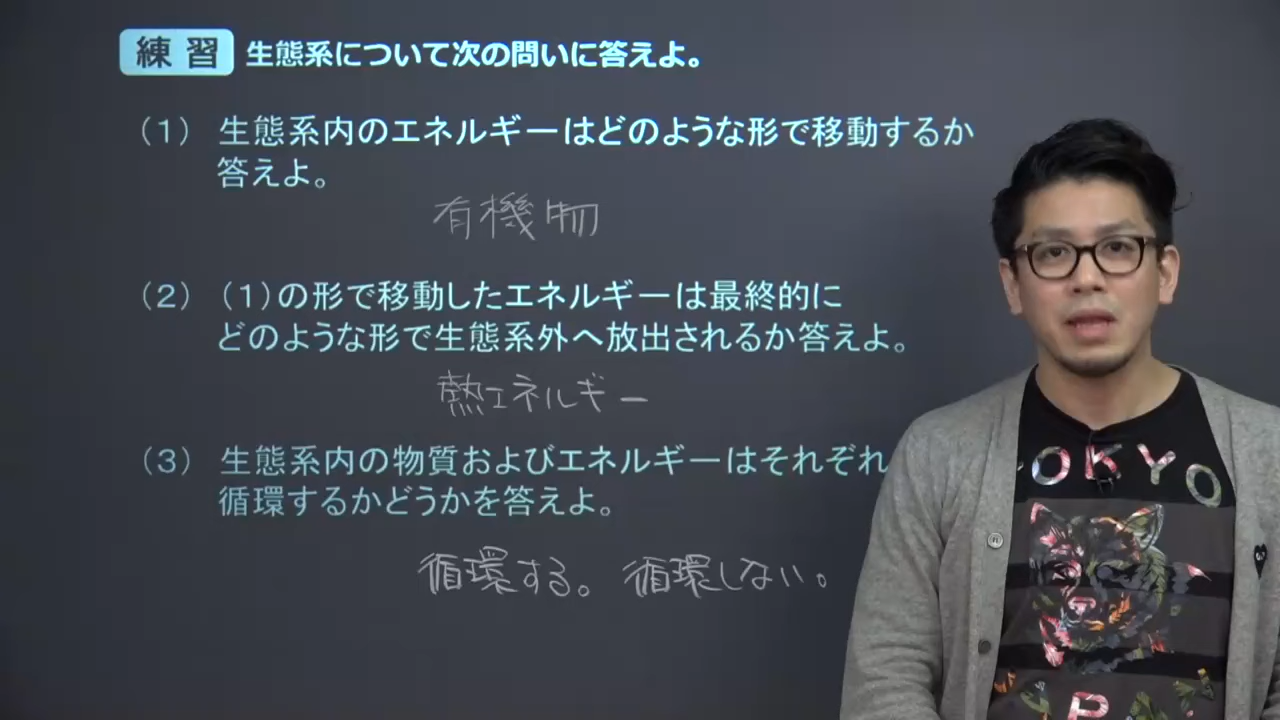 練習 生態系について次の問いに答えよ。
(1) 生態系内のエネルギーはどのような形で移動するか
答えよ。
有機物
(2) (1)の形で移動したエネルギーは最終的に
どのような形で生態系外へ放出されるか答えよ。
熱エネルギー
(3) 生態系内の物質およびエネルギーはそれぞれ
循環するかどうかを答えよ。
循環する。 循環しない。
TOKYO